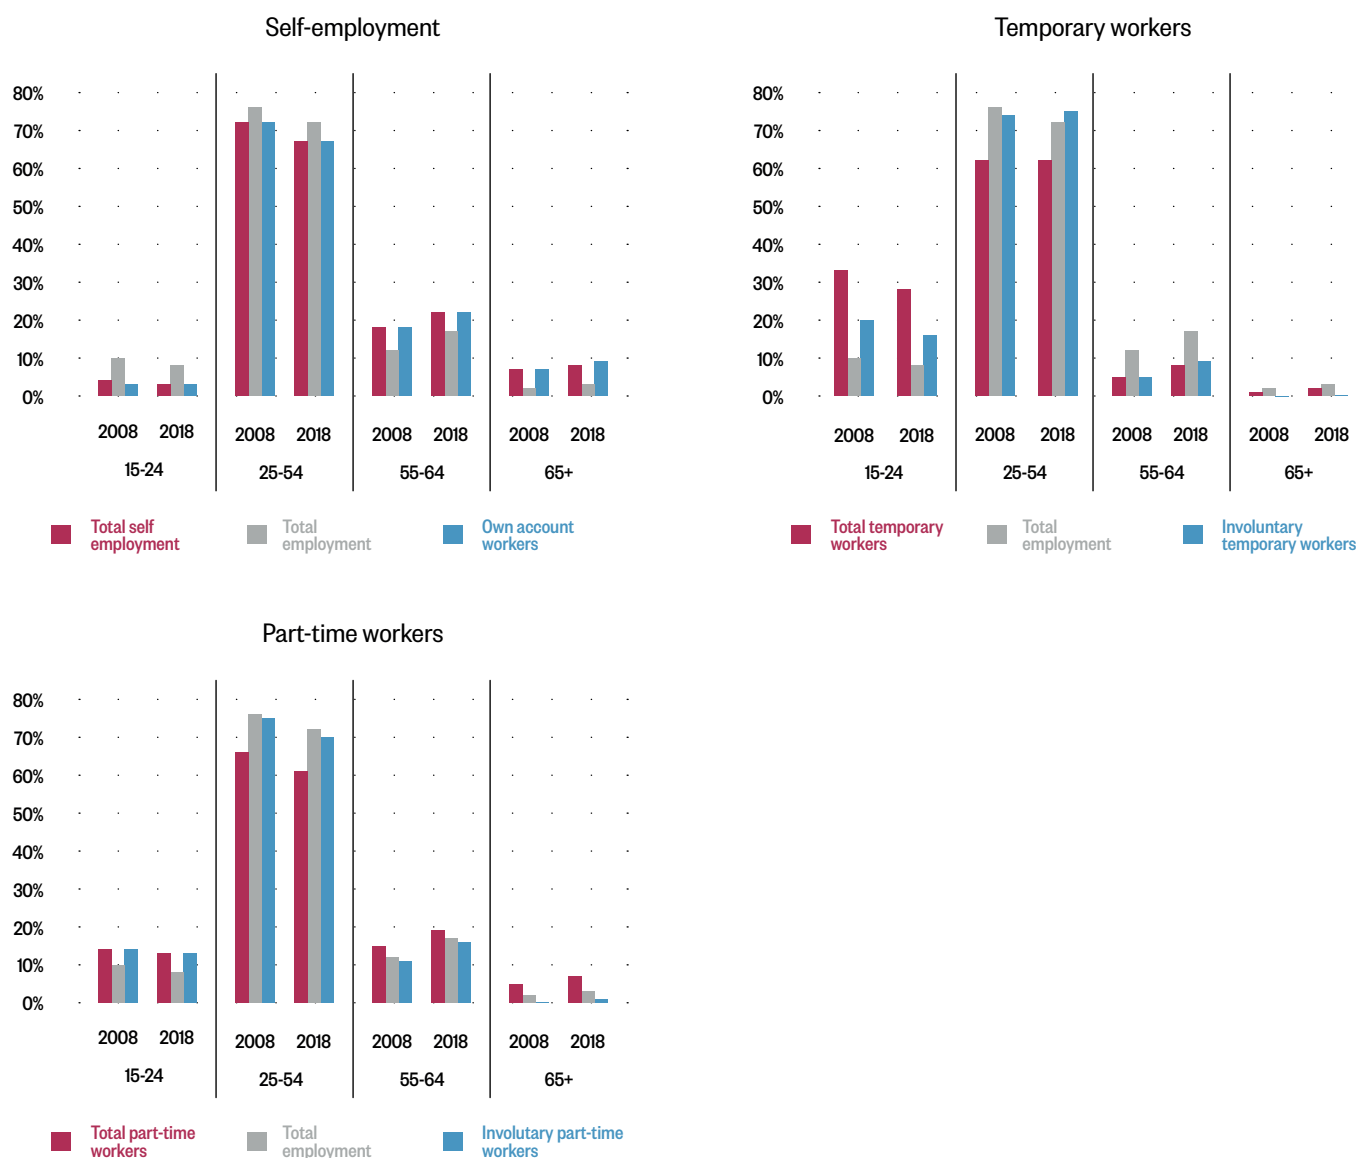 Self-employment
80%
70%
60%
50%
40%
30%
20%
10%
0%
2008 2018 2008 2018 2008 2018 2008 2018
15-24 25-54 55-64 65+
Total self Total Own account
employment employment workers
Temporary workers
80%
70%
60%
50%
40%
30%
20%
10%
0%
2008 2018 2008 2018 2008 2018 2008 2018
15-24 25-54 55-64 65+
Total temporary Total Involuntary
workers employment temporary workers
Part-time workers
80%
70%
60%
50%
40%
30%
20%
10%
0%
2008 2018 2008 2018 2008 2018 2008 2018
15-24 25-54 55-64 65+
Total part-time Total Involutary part-time
workers employment workers